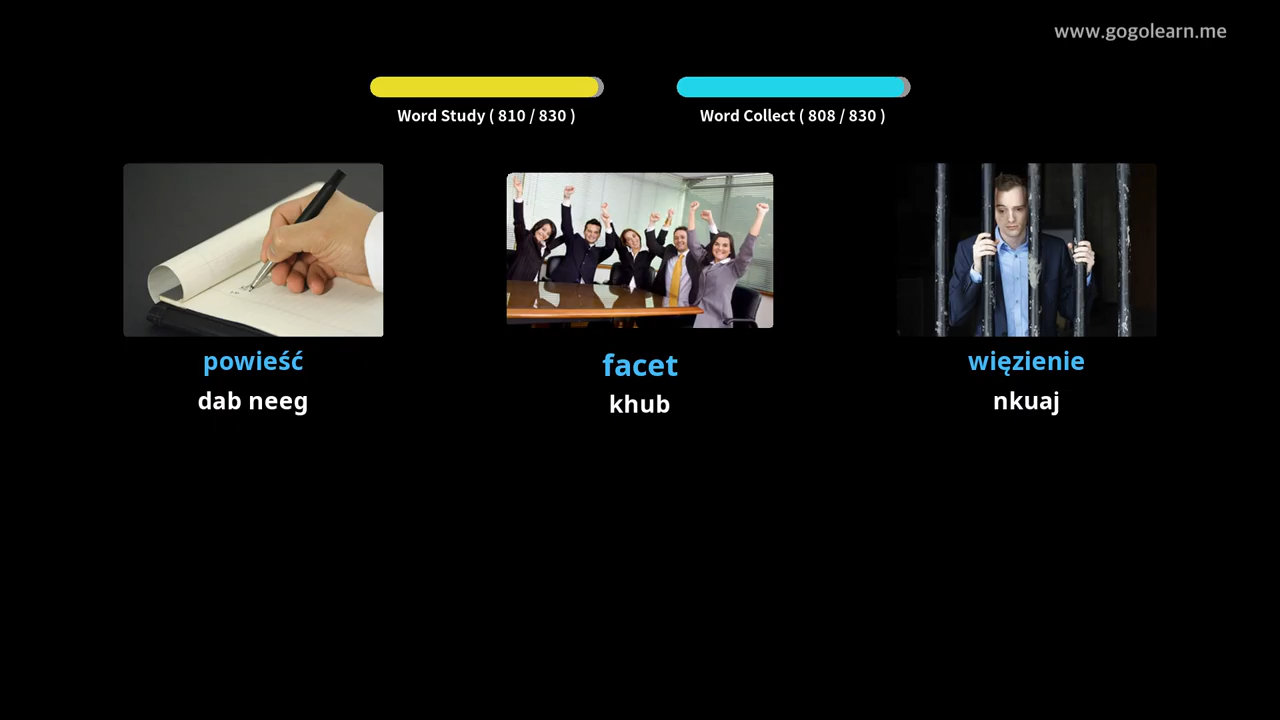 www.gogolearn.me
Word Study ( 810 / 830 )
Word Collect ( 808 / 830 )
powieść
dab neeg
facet
khub
więzienie
nkuaj